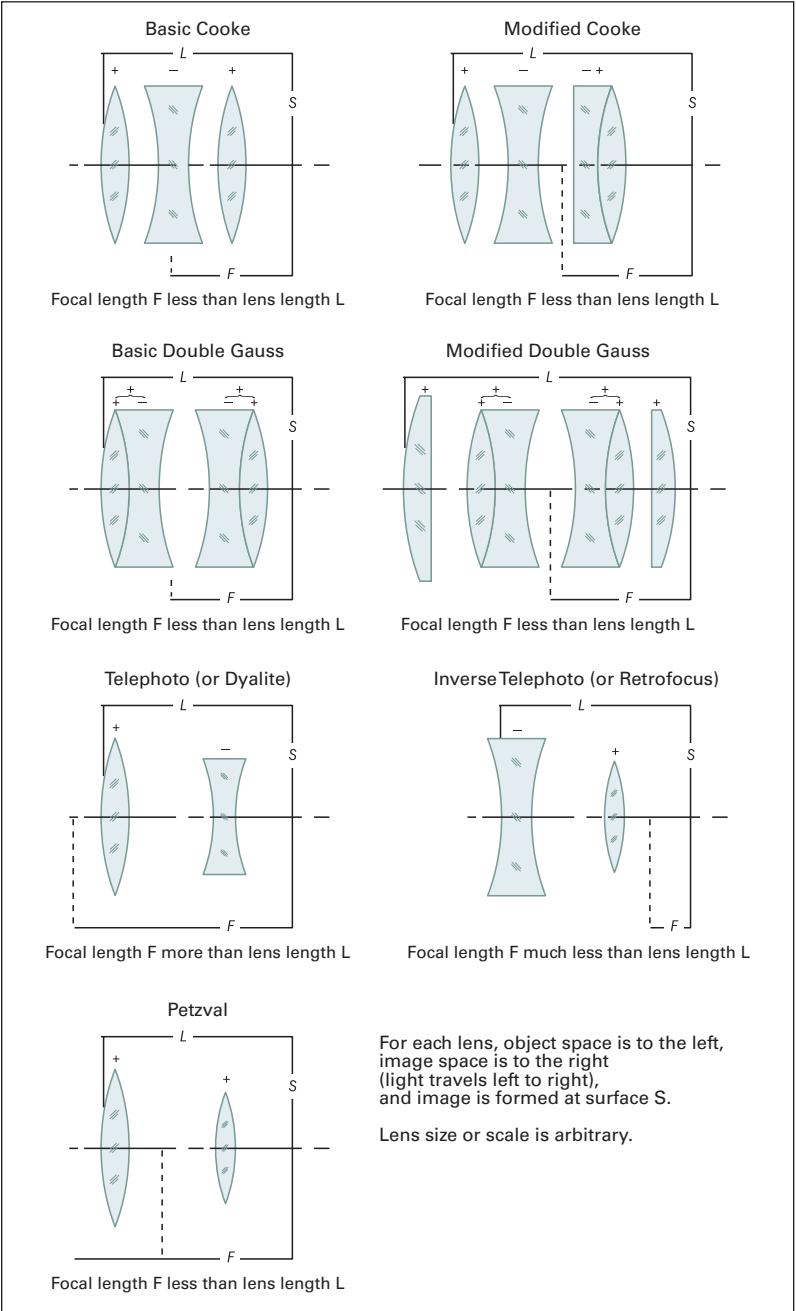 Basic Cooke
L
+ − +
S
F
Focal length F less than lens length L
Modified Cooke
L
+ − − +
S
F
Focal length F less than lens length L
Basic Double Gauss
L
+ +
+ − − +
S
F
Focal length F less than lens length L
Modified Double Gauss
L
+ + + +
+ − − +
S
F
Focal length F less than lens length L
Telephoto (or Dyalite)
L
+
−
S
F
Focal length F more than lens length L
Inverse Telephoto (or Retrofocus)
L
−
+
S
F
Focal length F much less than lens length L
Petzval
L
+
+
S
F
Focal length F less than lens length L
For each lens, object space is to the left,
image space is to the right
(light travels left to right),
and image is formed at surface S.
Lens size or scale is arbitrary.